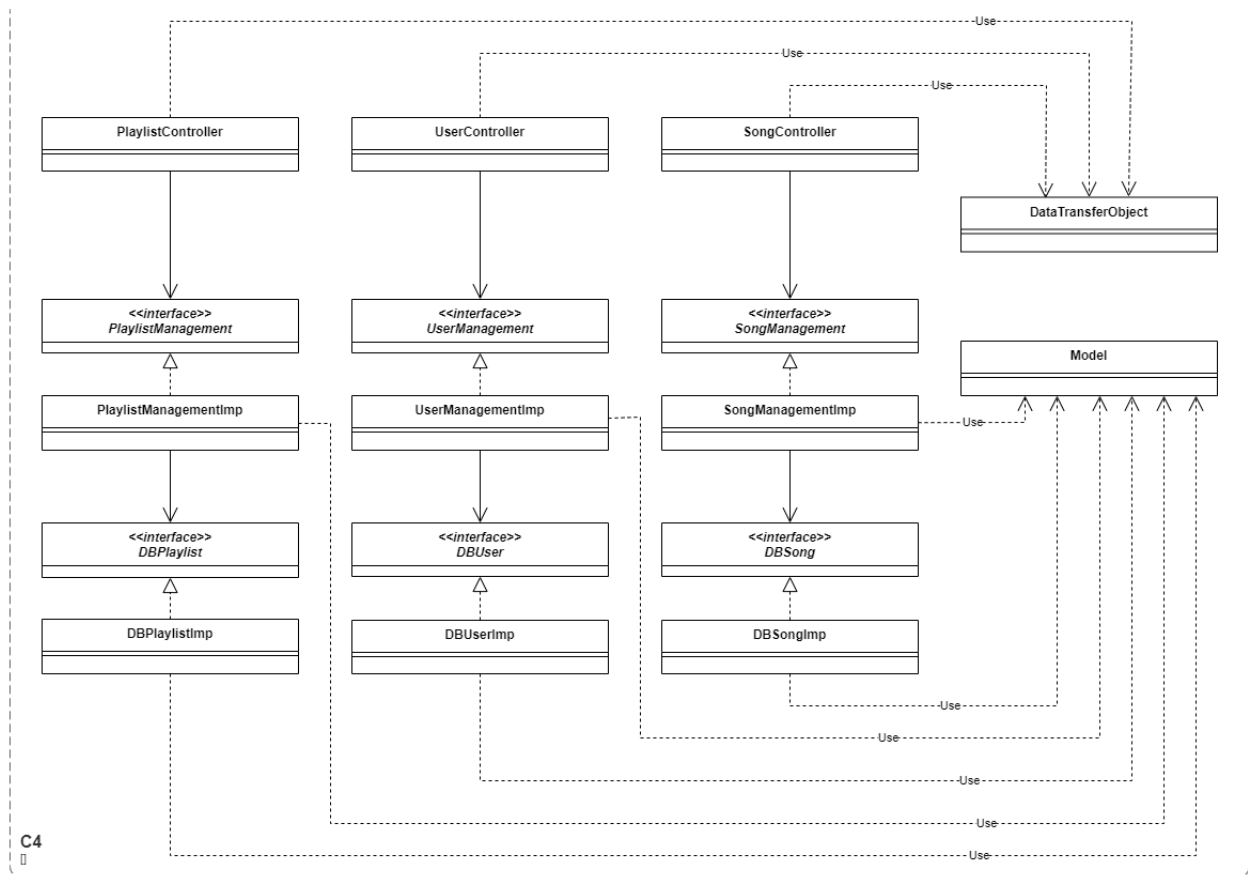 Use
Use
Use
PlaylistController
UserController
SongController
DataTransferObject
<<interface>>
PlaylistManagement
<<interface>>
UserManagement
<<interface>>
SongManagement
Model
PlaylistManagementImp
UserManagementImp
SongManagementImp
Use
<<interface>>
DBPlaylist
<<interface>>
DBUser
<<interface>>
DBSong
DBPlaylistImp
DBUserImp
DBSongImp
Use
Use
Use
Use
Use
C4
[]